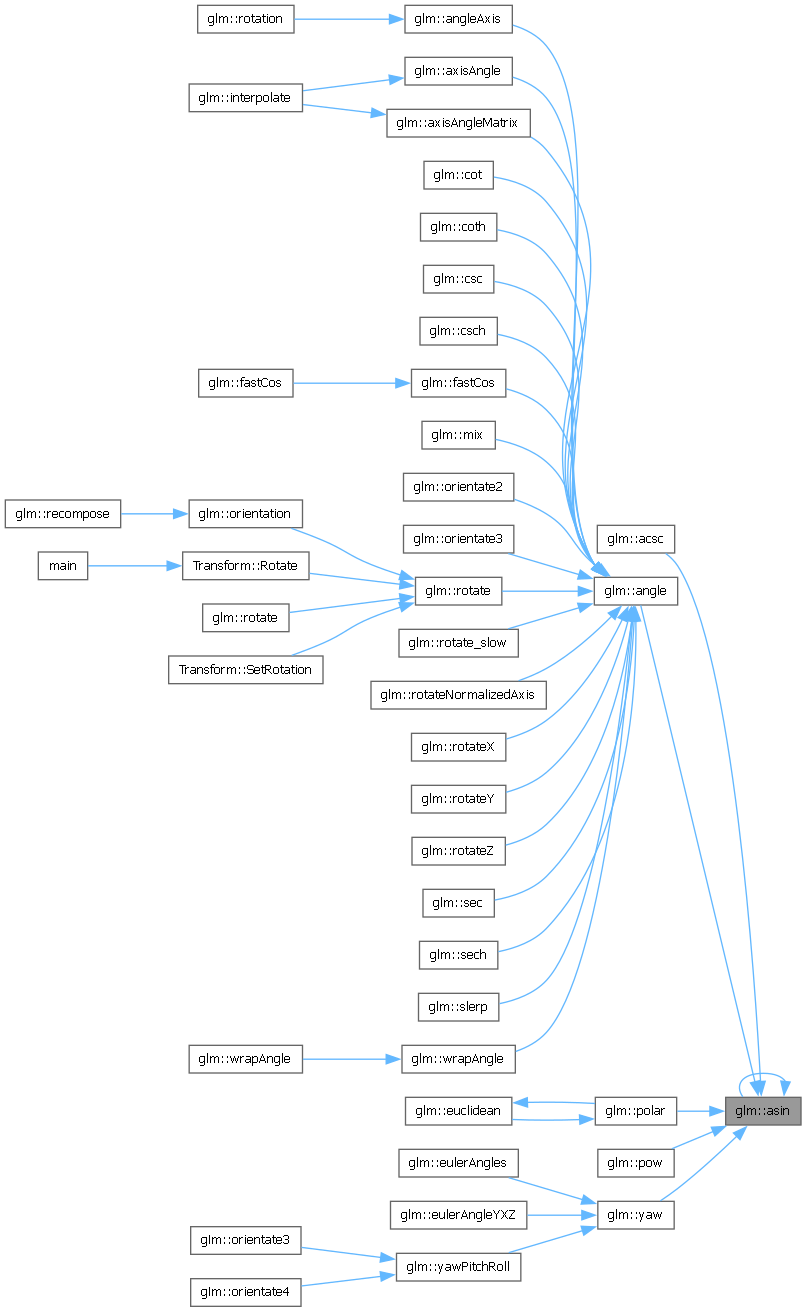 glm::rotation
glm::angleAxis
glm::axisAngle
glm::interpolate
glm::axisAngleMatrix
glm::cot
glm::coth
glm::csc
glm::csch
glm::fastCos
glm::fastCos
glm::mix
glm::orientate2
glm::recompose
glm::orientation
glm::orientate3
glm::acsc
main
Transform::Rotate
glm::rotate
glm::angle
glm::rotate
glm::rotate_slow
Transform::SetRotation
glm::rotateNormalizedAxis
glm::rotateX
glm::rotateY
glm::rotateZ
glm::sec
glm::sech
glm::slerp
glm::wrapAngle
glm::wrapAngle
glm::euclidean
glm::polar
glm::asin
glm::eulerAngles
glm::pow
glm::eulerAngleYXZ
glm::yaw
glm::orientate3
glm::yawPitchRoll
glm::orientate4